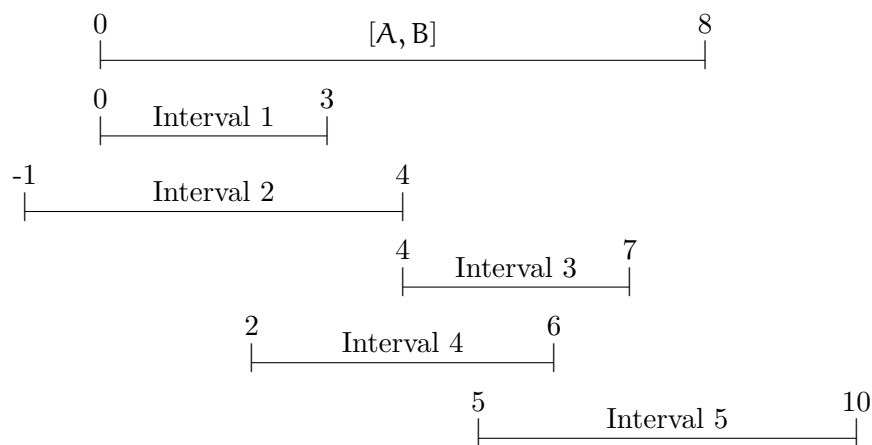 0 [A, B] 8
0 Interval 1 3
-1 Interval 2 4
4 Interval 3 7
2 Interval 4 6
5 Interval 5 10